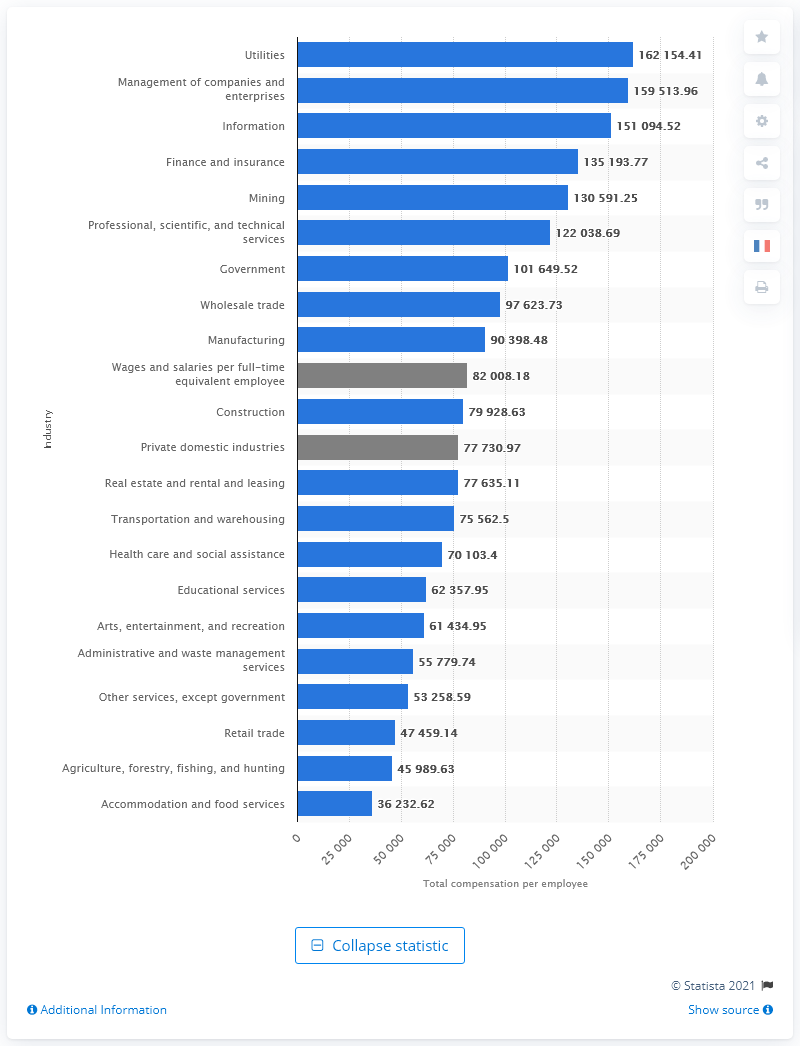 Utilities 162 154.41
Management of companies and
enterprises 159 513.96
Information 151 094.52
Finance and insurance 135 193.77
Mining 130 591.25
Professional, scientific, and technical
services 122 038.69
Government 101 649.52
Wholesale trade 97 623.73
Manufacturing 90 398.48
Wages and salaries per full-time
equivalent employee 82 008.18
Construction 79 928.63
Private domestic industries 77 730.97
Real estate and rental and leasing 77 635.11
Transportation and warehousing 75 562.5
Health care and social assistance 70 103.4
Educational services 62 357.95
Arts, entertainment, and recreation 61 434.95
Administrative and waste management
services 55 779.74
Other services, except government 53 258.59
Retail trade 47 459.14
Agriculture, forestry, fishing, and hunting 45 989.63
Accommodation and food services 36 232.62
Industry
0 25 000 50 000 75 000 100 000 125 000 150 000 175 000 200 000
Total compensation per employee
Collapse statistic
© Statista 2021
Additional Information Show source